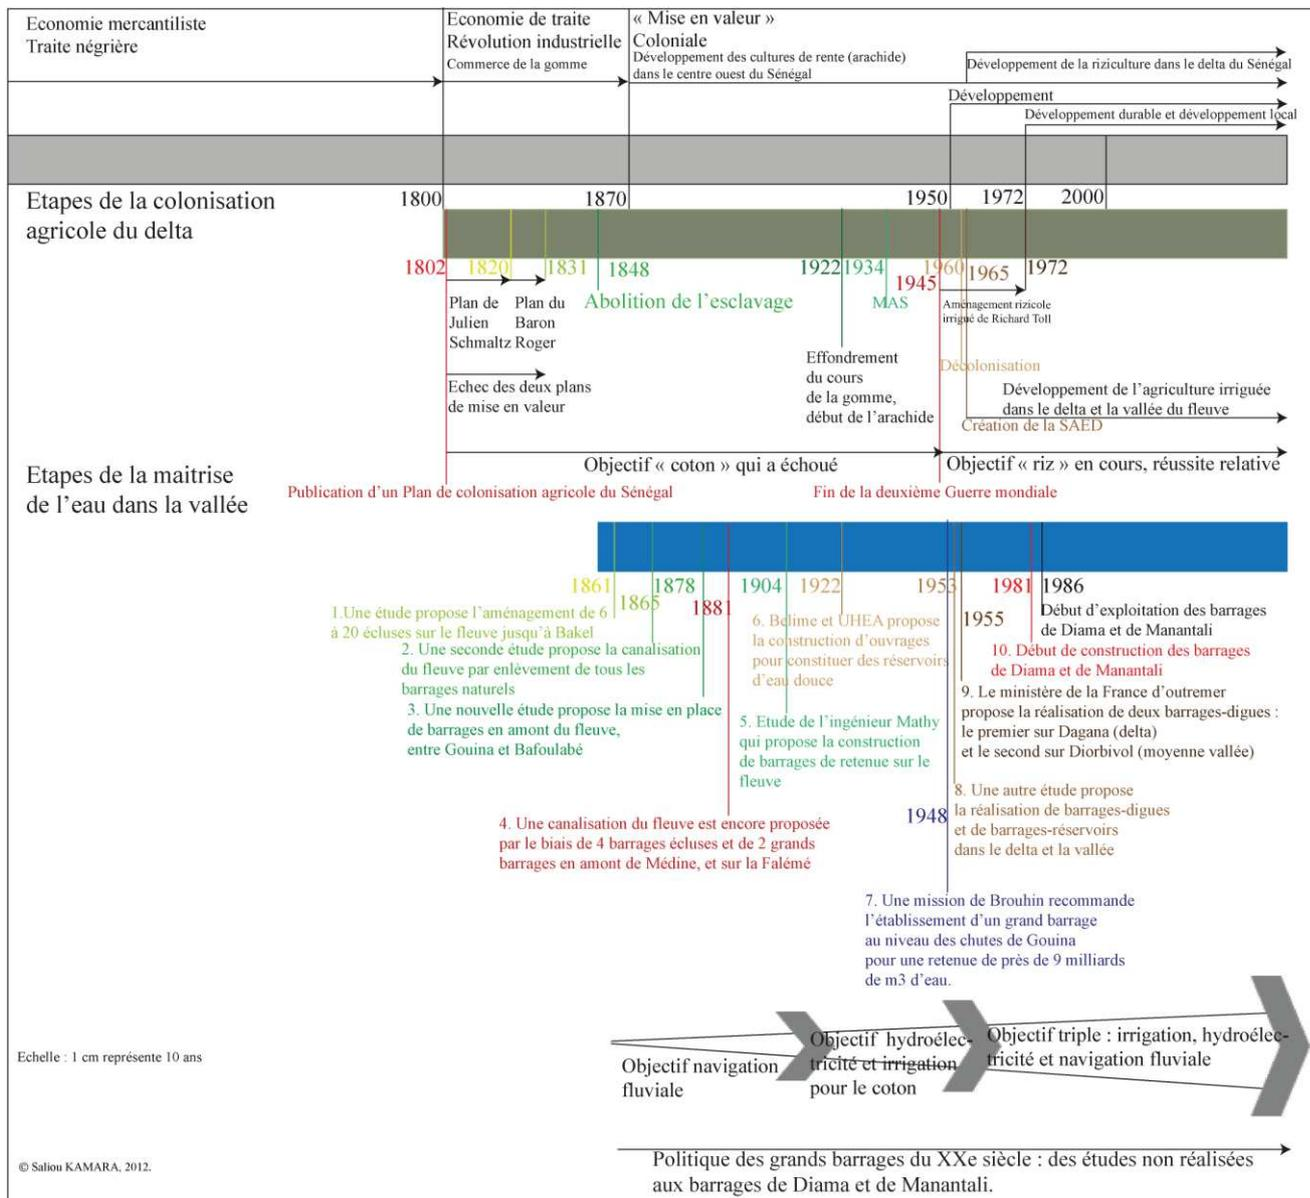 Economie mercantiliste
Traite négrière
Economie de traite
Révolution industrielle
Commerce de la gomme
« Mise en valeur »
Coloniale
Développement des cultures de rente (arachide)
dans le centre ouest du Sénégal
Développement de la riziculture dans le delta du Sénégal
Développement
Développement durable et développement local
Etapes de la colonisation
agricole du delta
1800
1870
1950
1972
2000
1802
1820
1831
1848
1922
1934
1945
1960
1965
1972
Plan de
Julien
Schmaltz
Plan du
Baron
Roger
Abolition de l’esclavage
MAS
Aménagement rizicole
irrigué de Richard Toll
Echec des deux plans
de mise en valeur
Effondrement
du cours
de la gomme,
début de l’arachide
Décolonisation
Développement de l’agriculture irriguée
dans le delta et la vallée du fleuve
Création de la SAED
Objectif « coton » qui a échoué
Objectif « riz » en cours, réussite relative
Publication d’un Plan de colonisation agricole du Sénégal
Fin de la deuxième Guerre mondiale
Etapes de la maitrise
de l’eau dans la vallée
1861
1865
1878
1881
1904
1922
1953
1955
1981
1986
1.Une étude propose l’aménagement de 6
à 20 écluses sur le fleuve jusqu’à Bakel
2. Une seconde étude propose la canalisation
du fleuve par enlèvement de tous les
barrages naturels
3. Une nouvelle étude propose la mise en place
de barrages en amont du fleuve,
entre Gouina et Bafoulabé
4. Une canalisation du fleuve est encore proposée
par le biais de 4 barrages écluses et de 2 grands
barrages en amont de Médine, et sur la Falémé
5. Etude de l’ingénieur Mathy
qui propose la construction
de barrages de retenue sur le
fleuve
6. Belime et UHEA propose
la construction d’ouvrages
pour constituer des réservoirs
d’eau douce
Début d’exploitation des barrages
de Diama et de Manantali
10. Début de construction des barrages
de Diama et de Manantali
9. Le ministère de la France d’outremer
propose la réalisation de deux barrages-digues :
le premier sur Dagana (delta)
et le second sur Diorbivol (moyenne vallée)
8. Une autre étude propose
la réalisation de barrages-digues
et de barrages-réservoirs
dans le delta et la vallée
1948
7. Une mission de Brouhin recommande
l’établissement d’un grand barrage
au niveau des chutes de Gouina
pour une retenue de près de 9 milliards
de m3 d’eau.
Objectif navigation
fluviale
Objectif hydroélec-
tricité et irrigation
pour le coton
Objectif triple : irrigation, hydroélec-
tricité et navigation fluviale
Echelle : 1 cm représente 10 ans
Politique des grands barrages du XXe siècle : des études non réalisées
aux barrages de Diama et de Manantali.
© Saliou KAMARA, 2012.